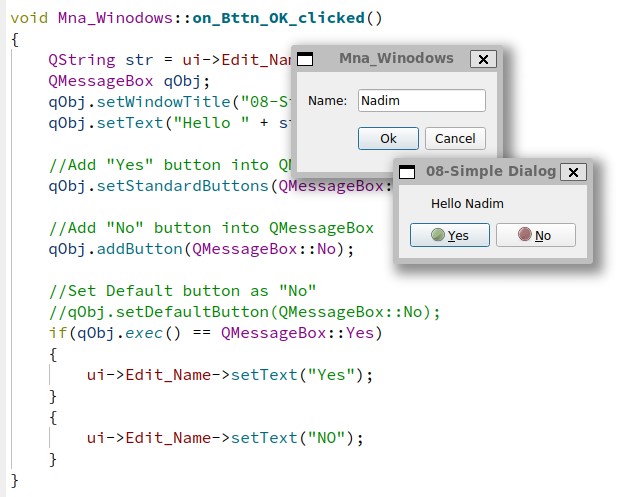 void Mna_Winodows::on_Bttn_OK_clicked()
{
QString str = ui->Edit_Na
QMessageBox qObj;
qObj.setWindowTitle("08-S
qObj.setText("Hello " + s
//Add "Yes" button into Q
qObj.setStandardButtons(QMessageBox:
//Add "No" button into QMessageBox
qObj.addButton(QMessageBox::No);
//Set Default button as "No"
//qObj.setDefaultButton(QMessageBox::No);
if(qObj.exec() == QMessageBox::Yes)
{
ui->Edit_Name->setText("Yes");
}
{
ui->Edit_Name->setText("NO");
}
}
Mna_Winodows
Name: Nadim
Ok Cancel
08-Simple Dialog
Hello Nadim
Yes No